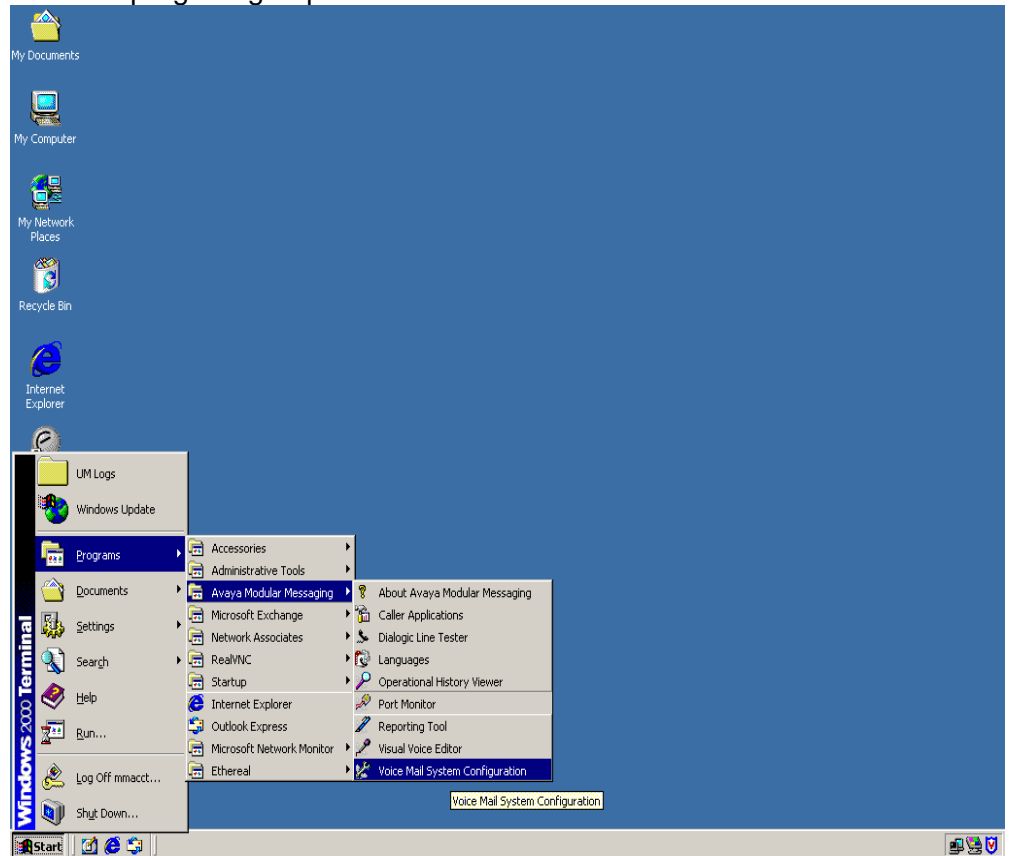 My Documents
My Computer
My Network
Places
Recycle Bin
Internet
Explorer
UM Logs
Windows Update
Programs
Documents
Settings
Search
Help
Run...
Log Off mmacct...
Shut Down...
Windows 2000 Terminal
Accessories
Administrative Tools
Avaya Modular Messaging
Microsoft Exchange
Network Associates
RealVNC
Startup
Internet Explorer
Outlook Express
Microsoft Network Monitor
Ethereal
About Avaya Modular Messaging
Caller Applications
Dialogic Line Tester
Languages
Operational History Viewer
Port Monitor
Reporting Tool
Visual Voice Editor
Voice Mail System Configuration
Voice Mail System Configuration
Start